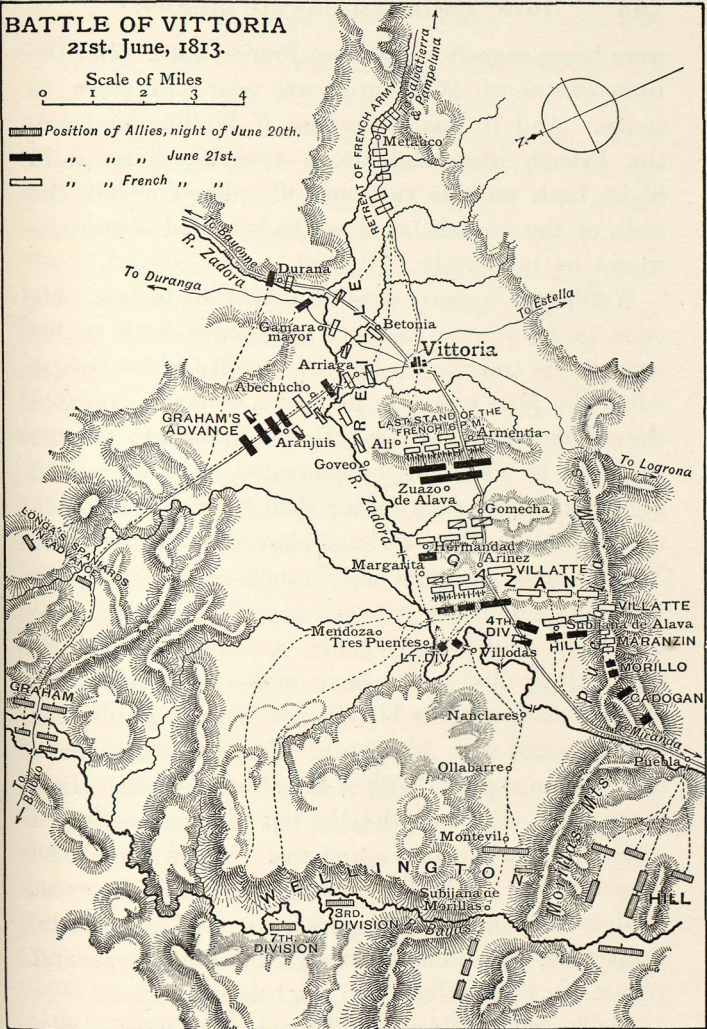 BATTLE OF VITTORIA
21st. June, 1813.
Scale of Miles
0 1 2 3 4
Position of Allies, night of June 20th.
„ „ „ June 21st.
„ „ French „ „
N.
Salvatierra
& Pampeluna
RETREAT OF FRENCH ARMY
Metauco
To Bayonne
R. Zadora
Durana
To Duranga
To Estella
Gamara
mayor
Betonia
Vittoria
REILLE
Arriaga
Abechucho
GRAHAM'S
ADVANCE
Aranjuis
LAST STAND OF THE
FRENCH 6 P.M.
Ali
Armentia
Goveo
R. Zadora
Zuazo
de Alava
To Logrona
Gomecha
LONGA'S SPANIARDS
IN ADVANCE
Hermandad
Margarita
Arinez
VILLATTE
GAZAN
Puebla Mts
VILLATTE
Subijana de Alava
4TH
DIV.
HILL
MARANZIN
Mendoza
Tres Puentes
LT. DIV.
Villodas
MORILLO
CADOGAN
GRAHAM
Nanclares
To Miranda
Puebla
Ollabarre
To
Bilbao
Montevil
Morillas Mts
WELLINGTON
HILL
Subijana de
Morillas
3RD.
DIVISION
7TH.
DIVISION
R. Bayas